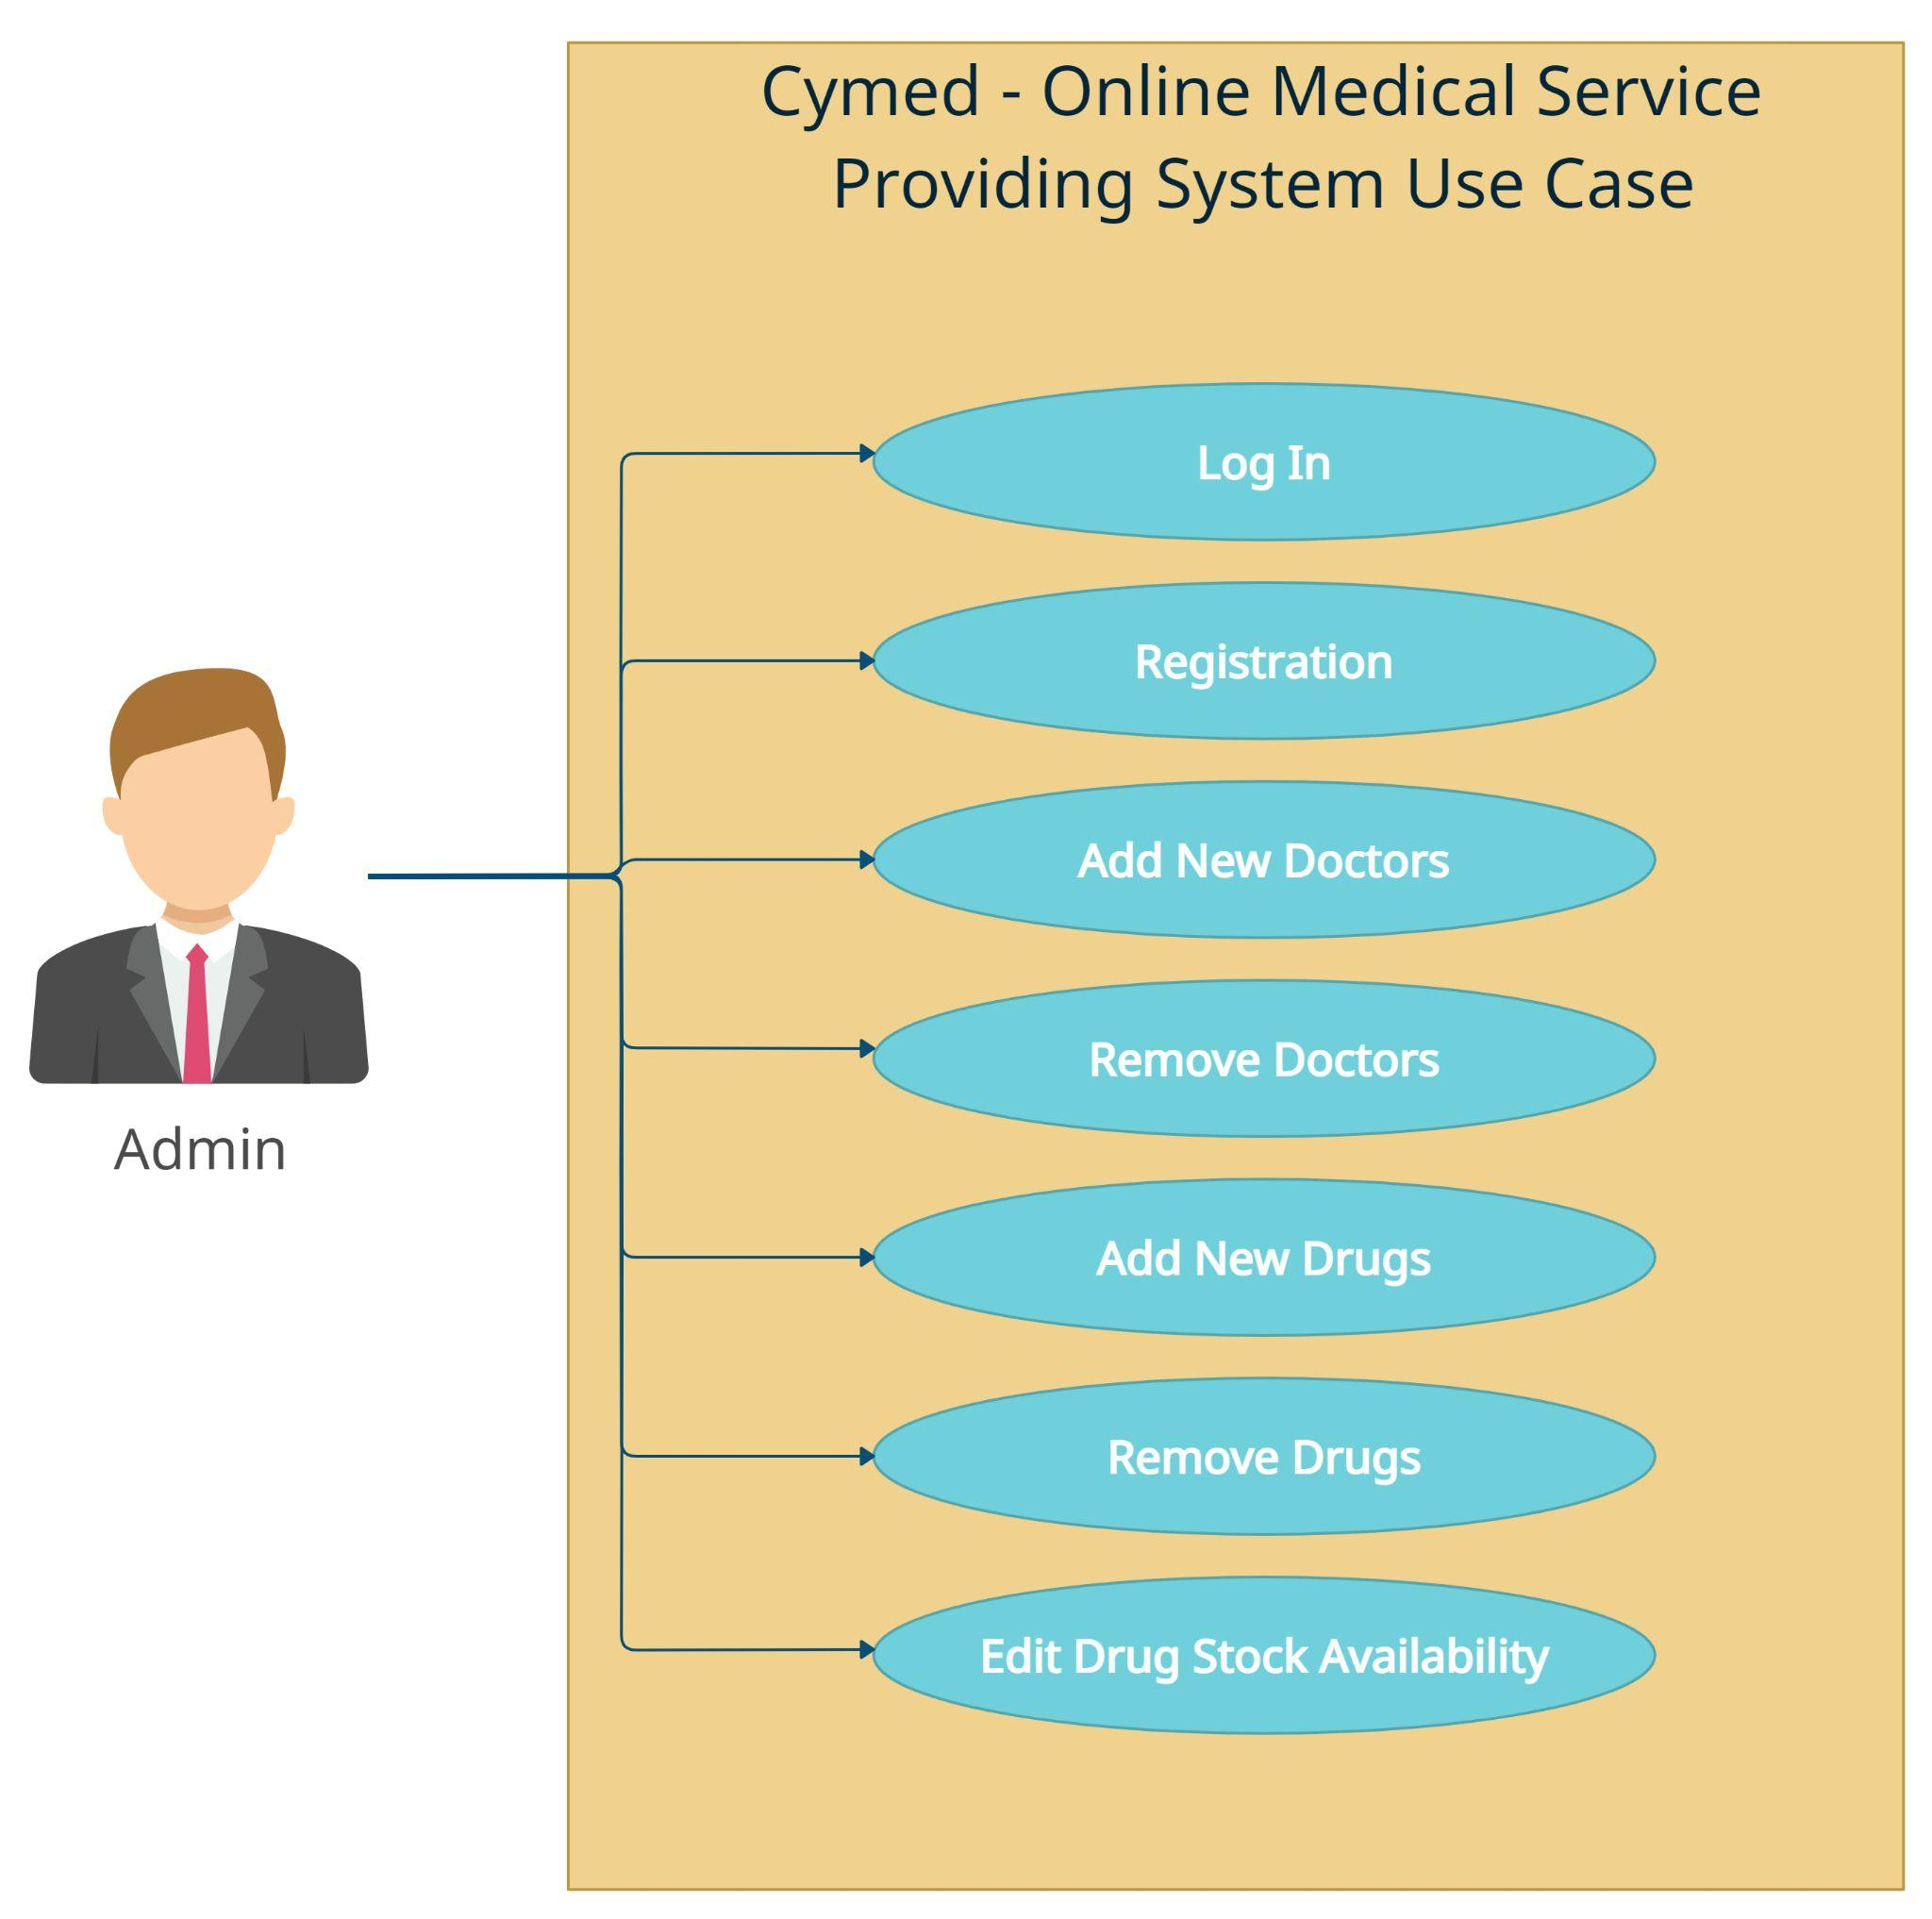 Cymed - Online Medical Service
Providing System Use Case
Log In
Registration
Add New Doctors
Remove Doctors
Admin
Add New Drugs
Remove Drugs
Edit Drug Stock Availability